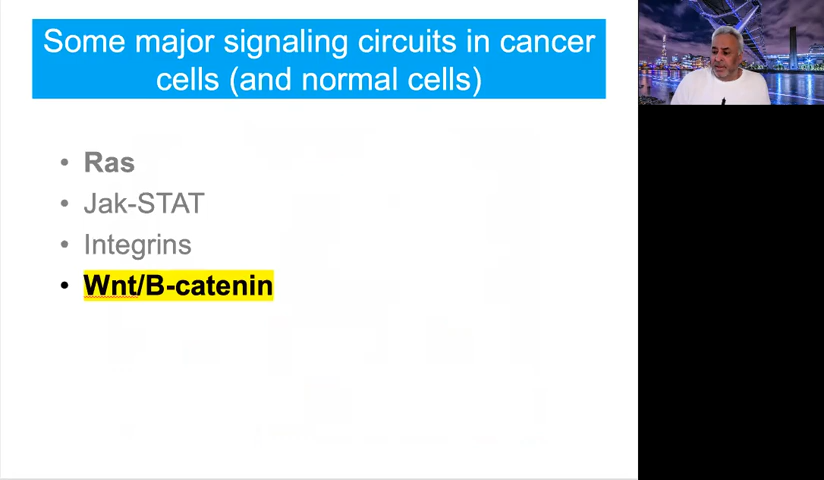 Some major signaling circuits in cancer
cells (and normal cells)
• Ras
• Jak-STAT
• Integrins
• Wnt/B-catenin